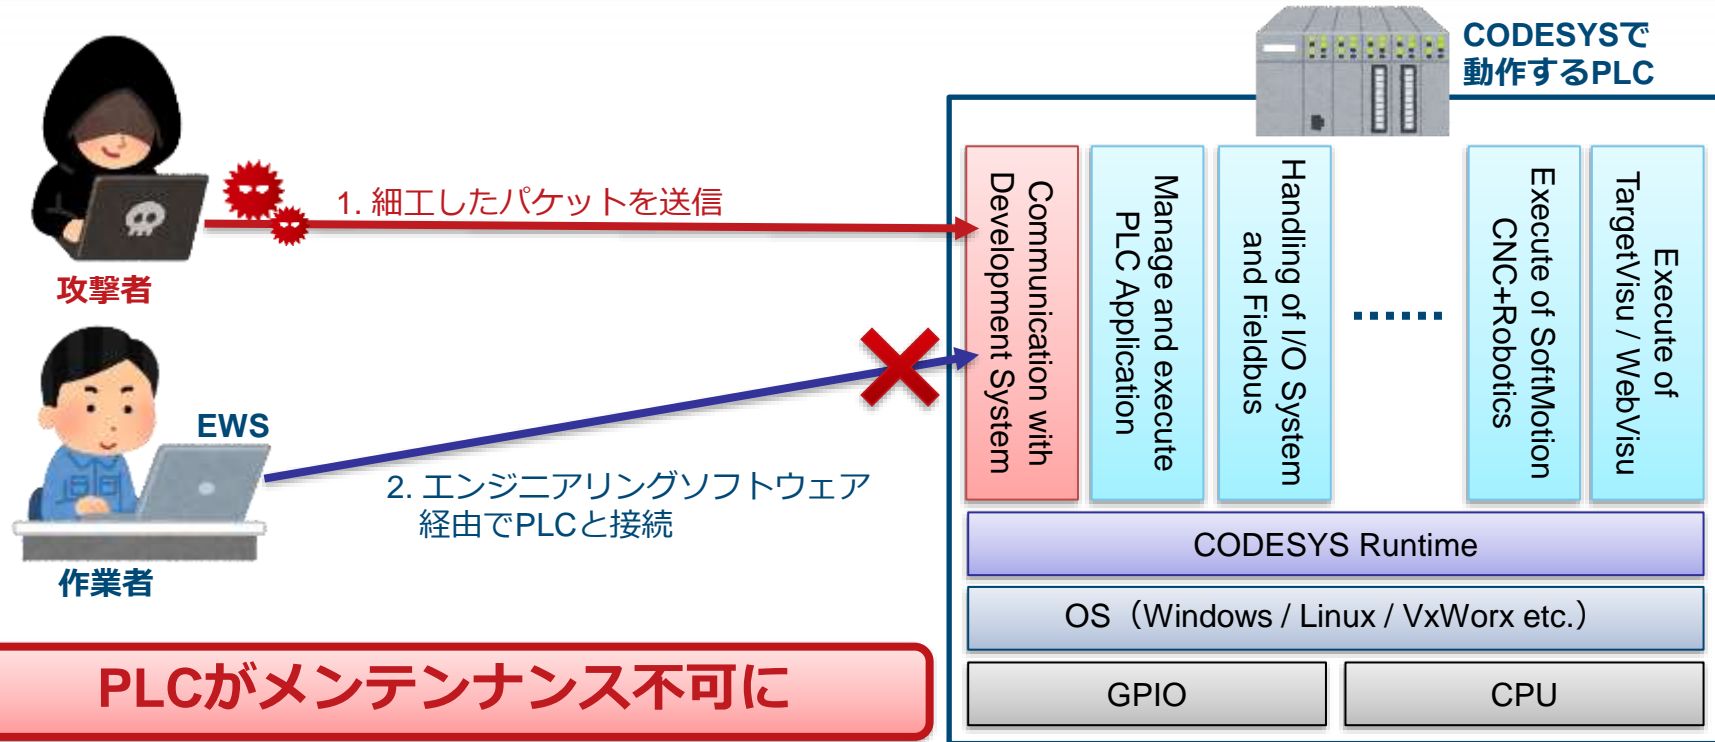 CODESYSで
動作するPLC
1. 細工したパケットを送信
攻撃者
EWS
2. エンジニアリングソフトウェア
経由でPLCと接続
作業者
PLCがメンテンナンス不可に
Communication with
Development System
Manage and execute
PLC Application
Handling of I/O System
and Fieldbus
Execute of SoftMotion
CNC+Robotics
Execute of
TargetVisu / WebVisu
CODESYS Runtime
OS（Windows / Linux / VxWorx etc.）
GPIO
CPU